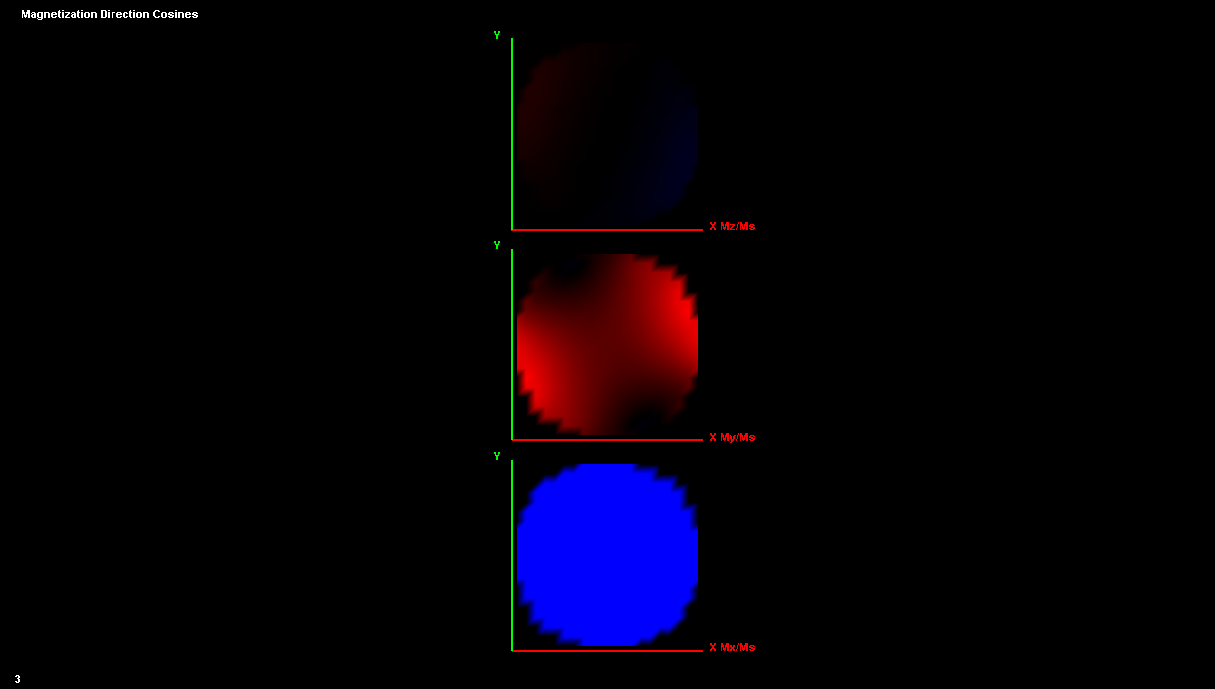 Magnetization Direction Cosines
Y
X Mz/Ms
Y
X My/Ms
Y
X Mx/Ms
3